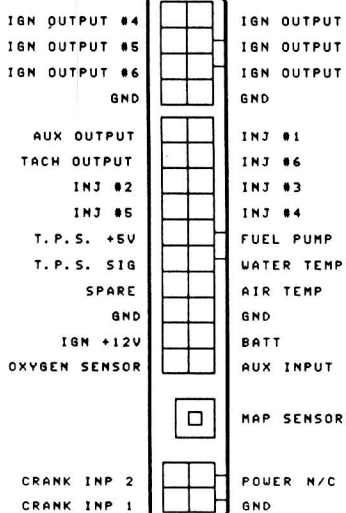 IGN OUTPUT #4 IGN OUTPUT
IGN OUTPUT #5 IGN OUTPUT
IGN OUTPUT #6 IGN OUTPUT
GND GND
AUX OUTPUT INJ #1
TACH OUTPUT INJ #6
INJ #2 INJ #3
INJ #5 INJ #4
T.P.S. +5V FUEL PUMP
T.P.S. SIG WATER TEMP
SPARE AIR TEMP
GND GND
IGN +12V BATT
OXYGEN SENSOR AUX INPUT
MAP SENSOR
CRANK INP 2 POWER N/C
CRANK INP 1 GND